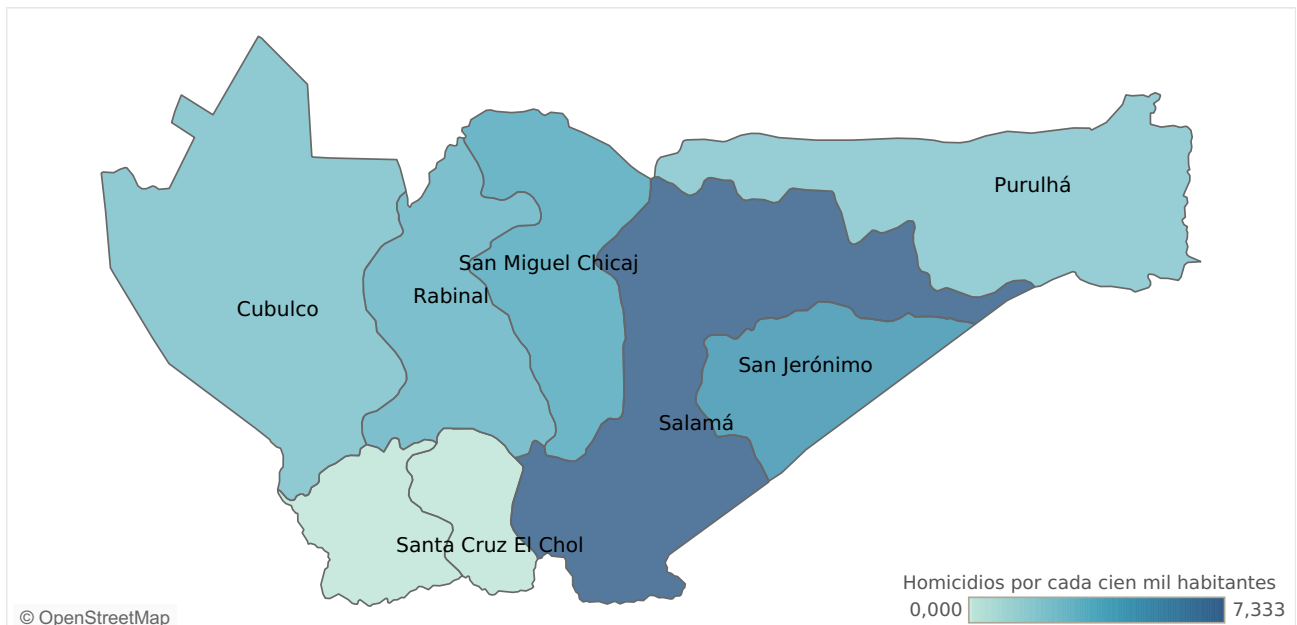 Purulhá
San Miguel Chicaj
Rabinal
Cubulco
San Jerónimo
Salamá
Santa Cruz El Chol
Homicidios por cada cien mil habitantes
0,000 7,333
© OpenStreetMap